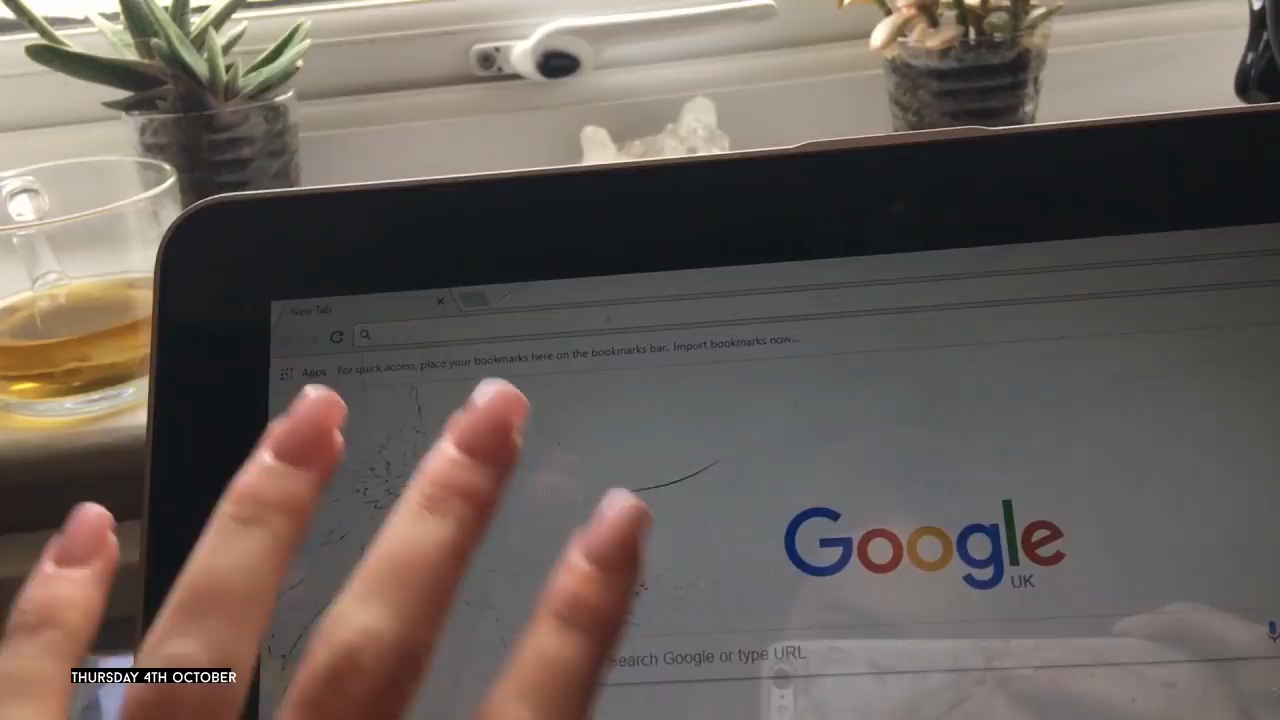 New Tab
Apps For quick access, place your bookmarks here on the bookmarks bar. Import bookmarks now...
Google
UK
Search Google or type URL
THURSDAY 4TH OCTOBER